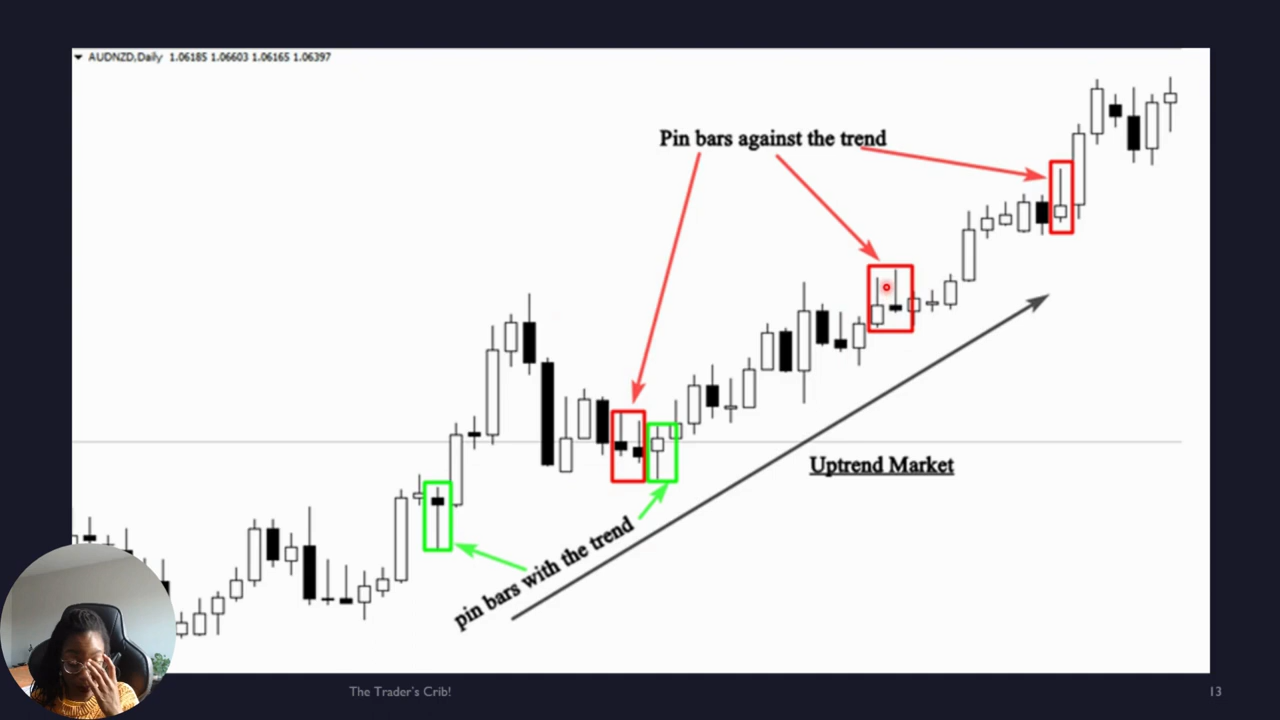 AUDNZD,Daily 1.06185 1.06603 1.06165 1.06397
Pin bars against the trend
Uptrend Market
pin bars with the trend
The Trader's Crib!
13